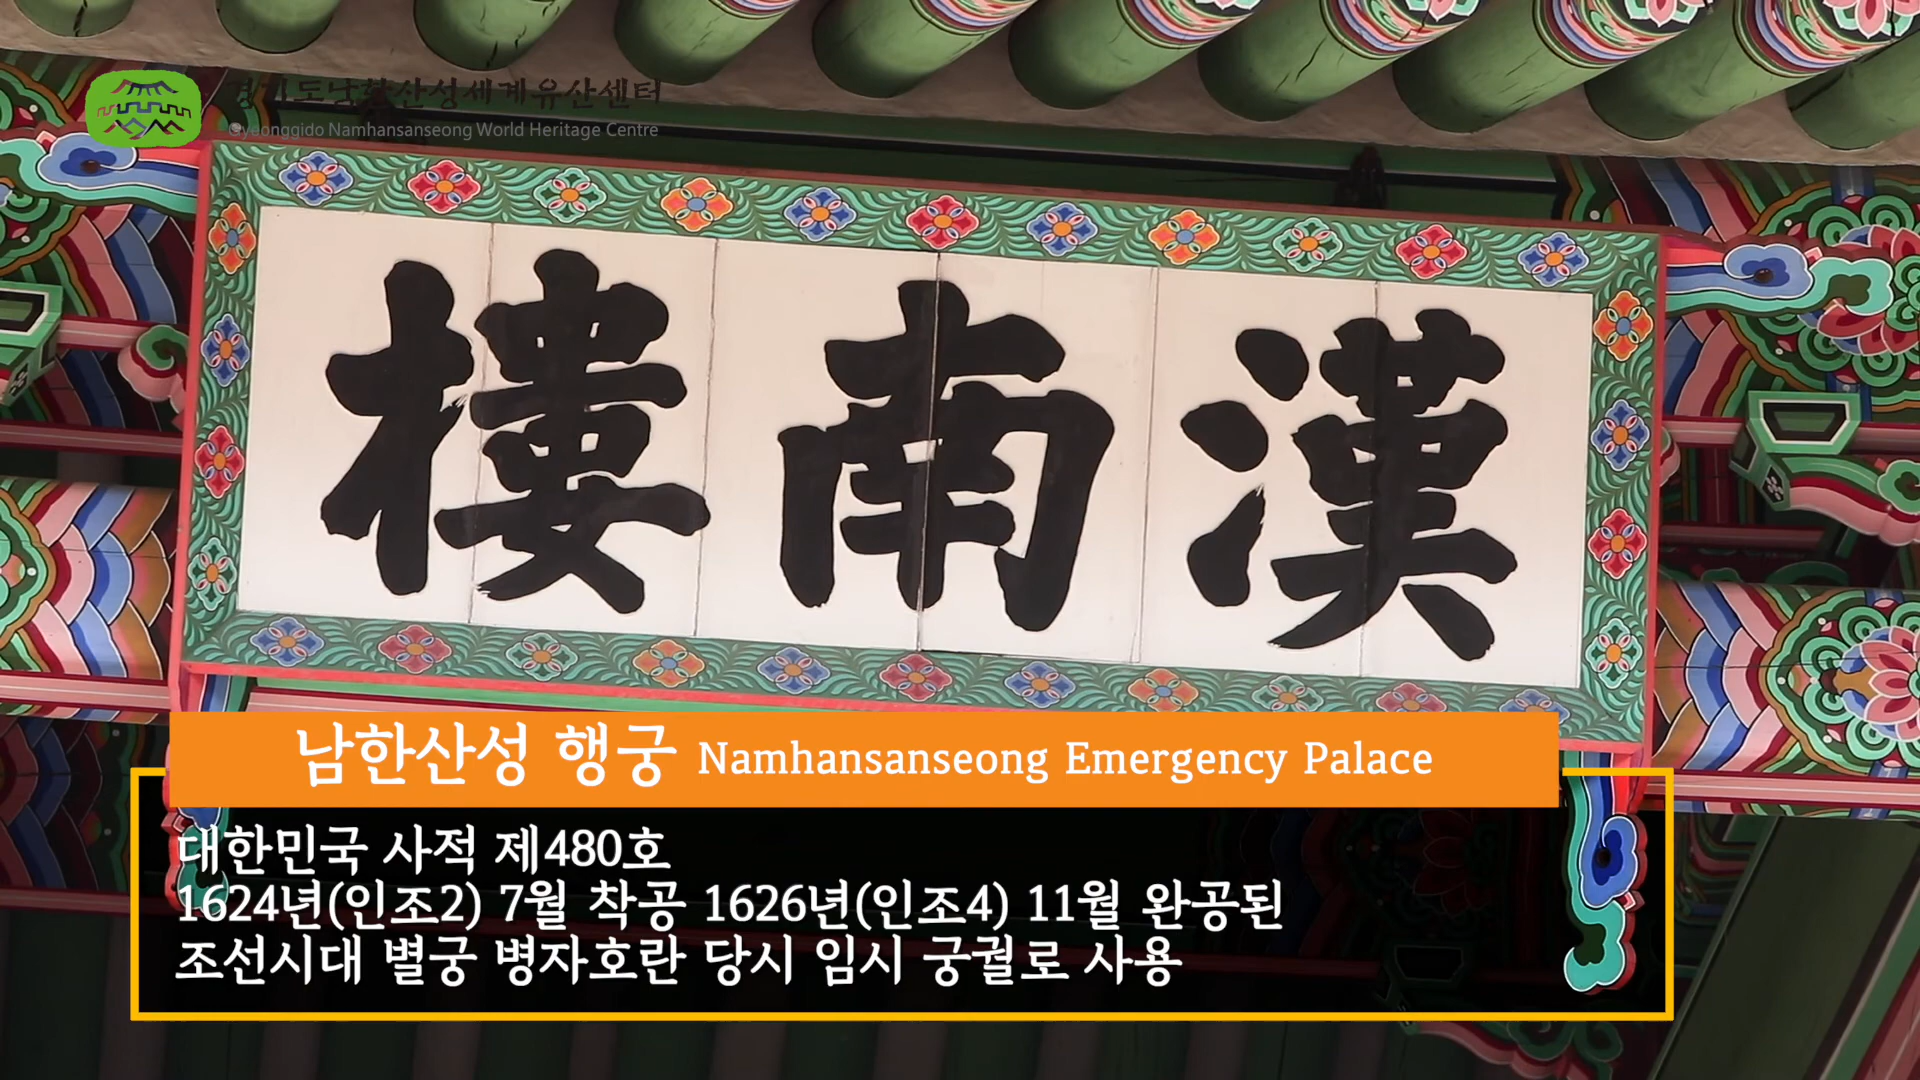 경기도남한산성세계유산센터
Gyeonggido Namhansanseong World Heritage Centre
漢南樓
남한산성 행궁 Namhansanseong Emergency Palace
대한민국 사적 제480호
1624년(인조2) 7월 착공 1626년(인조4) 11월 완공된
조선시대 별궁 병자호란 당시 임시 궁궐로 사용